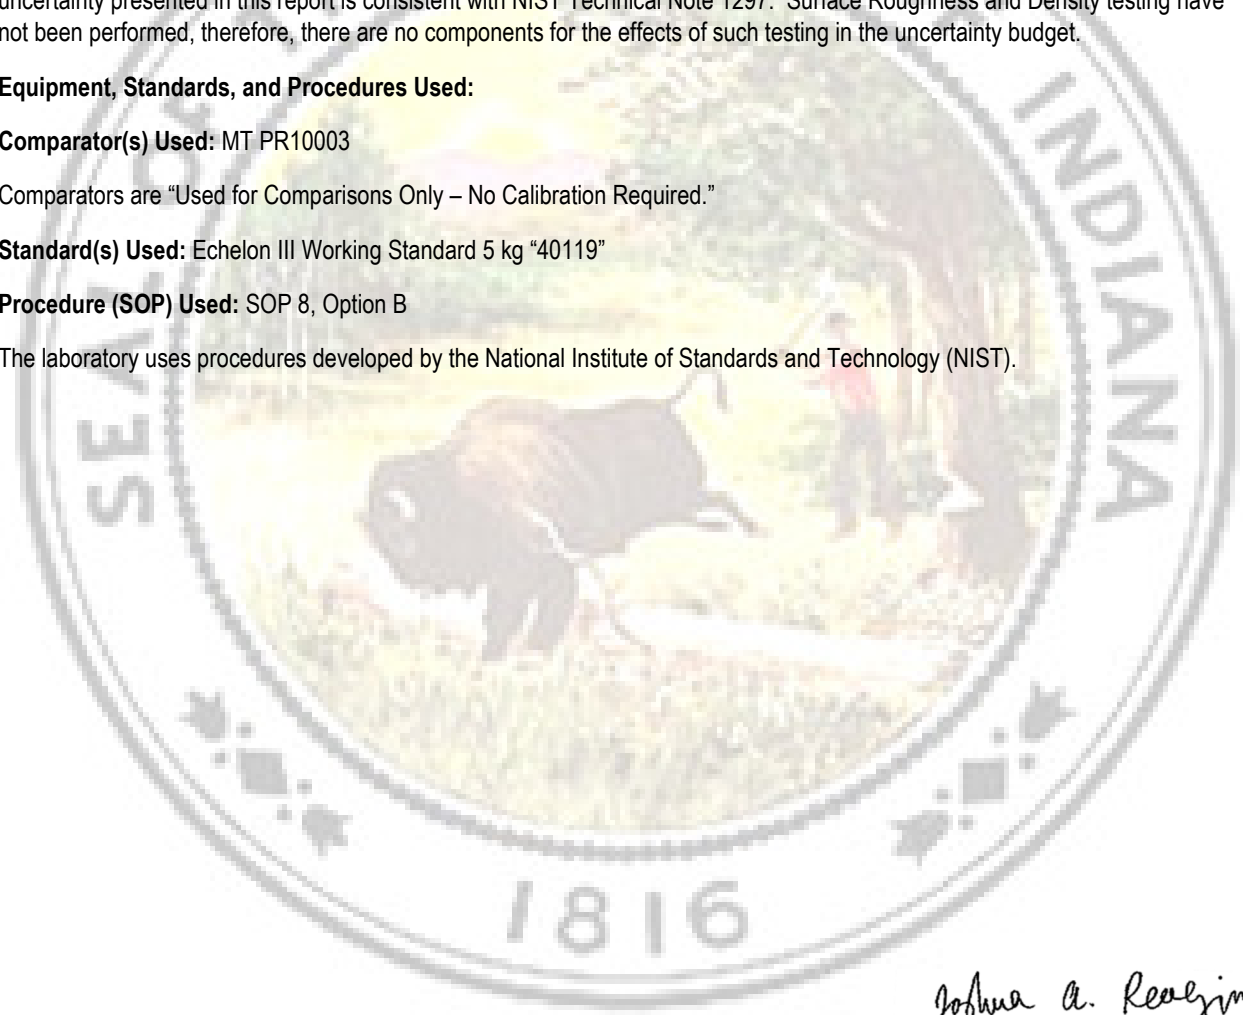 uncertainty presented in this report is consistent with NIST Technical Note 1297. Surface Roughness and Density testing have
not been performed, therefore, there are no components for the effects of such testing in the uncertainty budget.
Equipment, Standards, and Procedures Used:
Comparator(s) Used: MT PR10003
Comparators are “Used for Comparisons Only – No Calibration Required.”
Standard(s) Used: Echelon III Working Standard 5 kg “40119”
Procedure (SOP) Used: SOP 8, Option B
The laboratory uses procedures developed by the National Institute of Standards and Technology (NIST).
SEAL OF
INDIANA
1816
Joshua A.